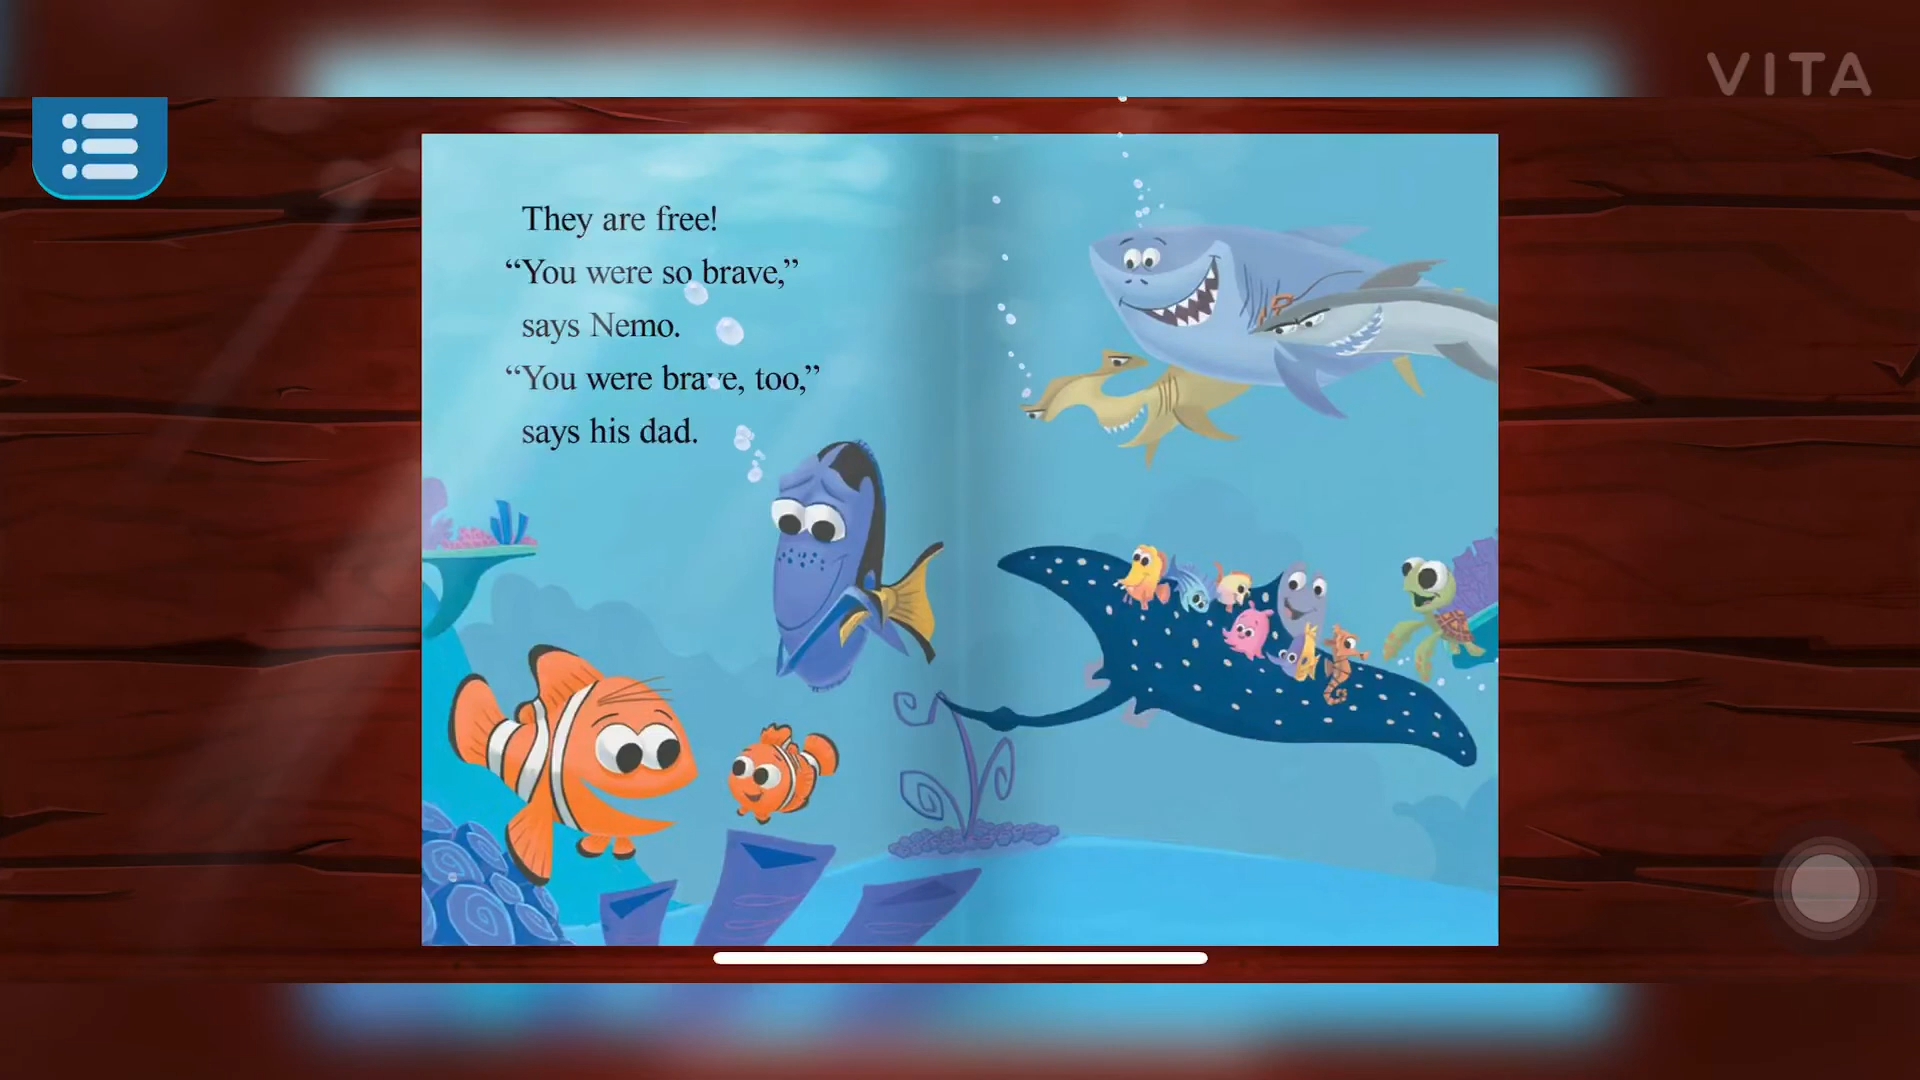 VITA
They are free!
“You were so brave,”
says Nemo.
“You were brave, too,”
says his dad.